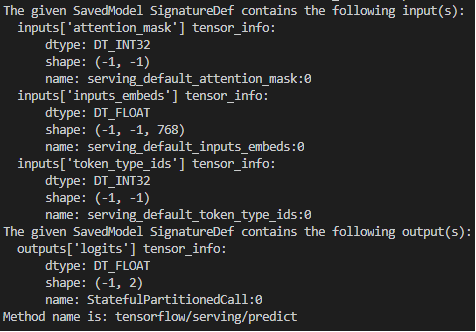 The given SavedModel SignatureDef contains the following input(s):
  inputs['attention_mask'] tensor_info:
      dtype: DT_INT32
      shape: (-1, -1)
      name: serving_default_attention_mask:0
  inputs['inputs_embeds'] tensor_info:
      dtype: DT_FLOAT
      shape: (-1, -1, 768)
      name: serving_default_inputs_embeds:0
  inputs['token_type_ids'] tensor_info:
      dtype: DT_INT32
      shape: (-1, -1)
      name: serving_default_token_type_ids:0
The given SavedModel SignatureDef contains the following output(s):
  outputs['logits'] tensor_info:
      dtype: DT_FLOAT
      shape: (-1, 2)
      name: StatefulPartitionedCall:0
Method name is: tensorflow/serving/predict